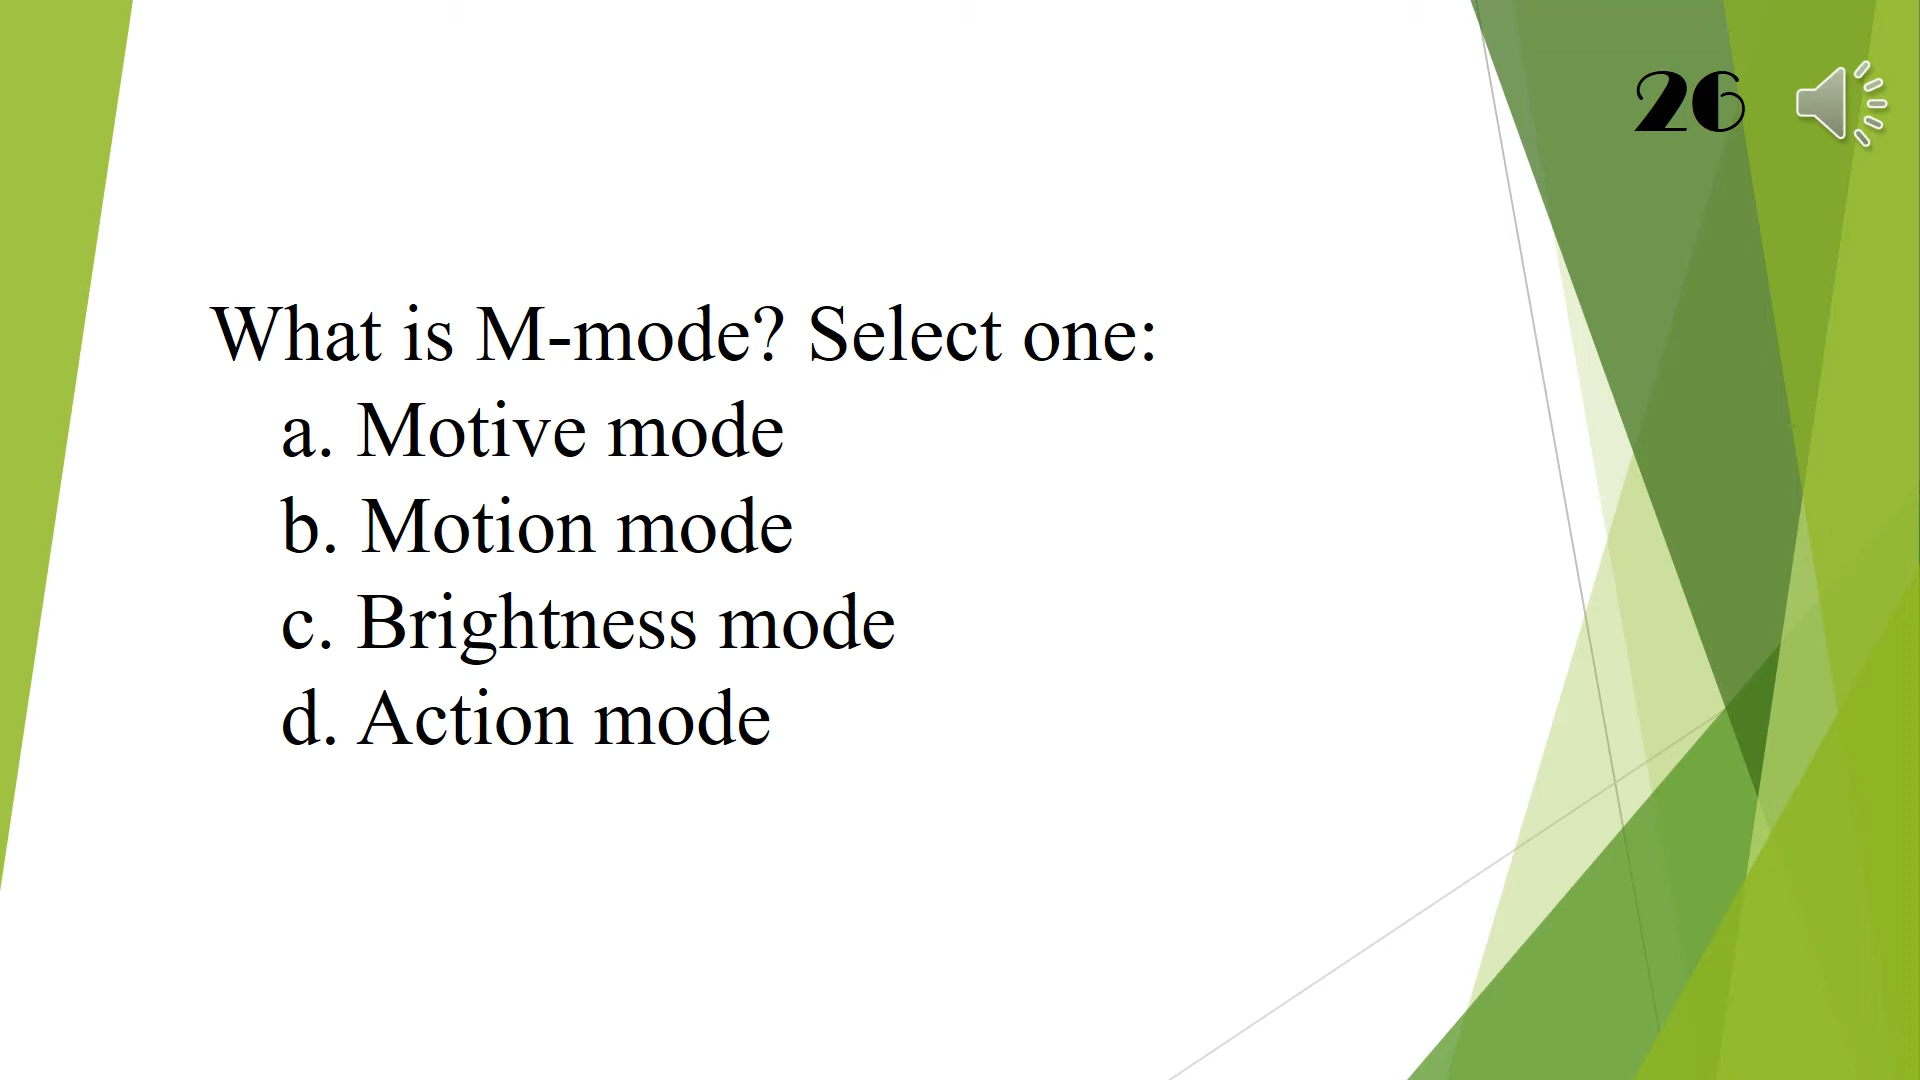 26
What is M-mode? Select one:
a. Motive mode
b. Motion mode
c. Brightness mode
d. Action mode